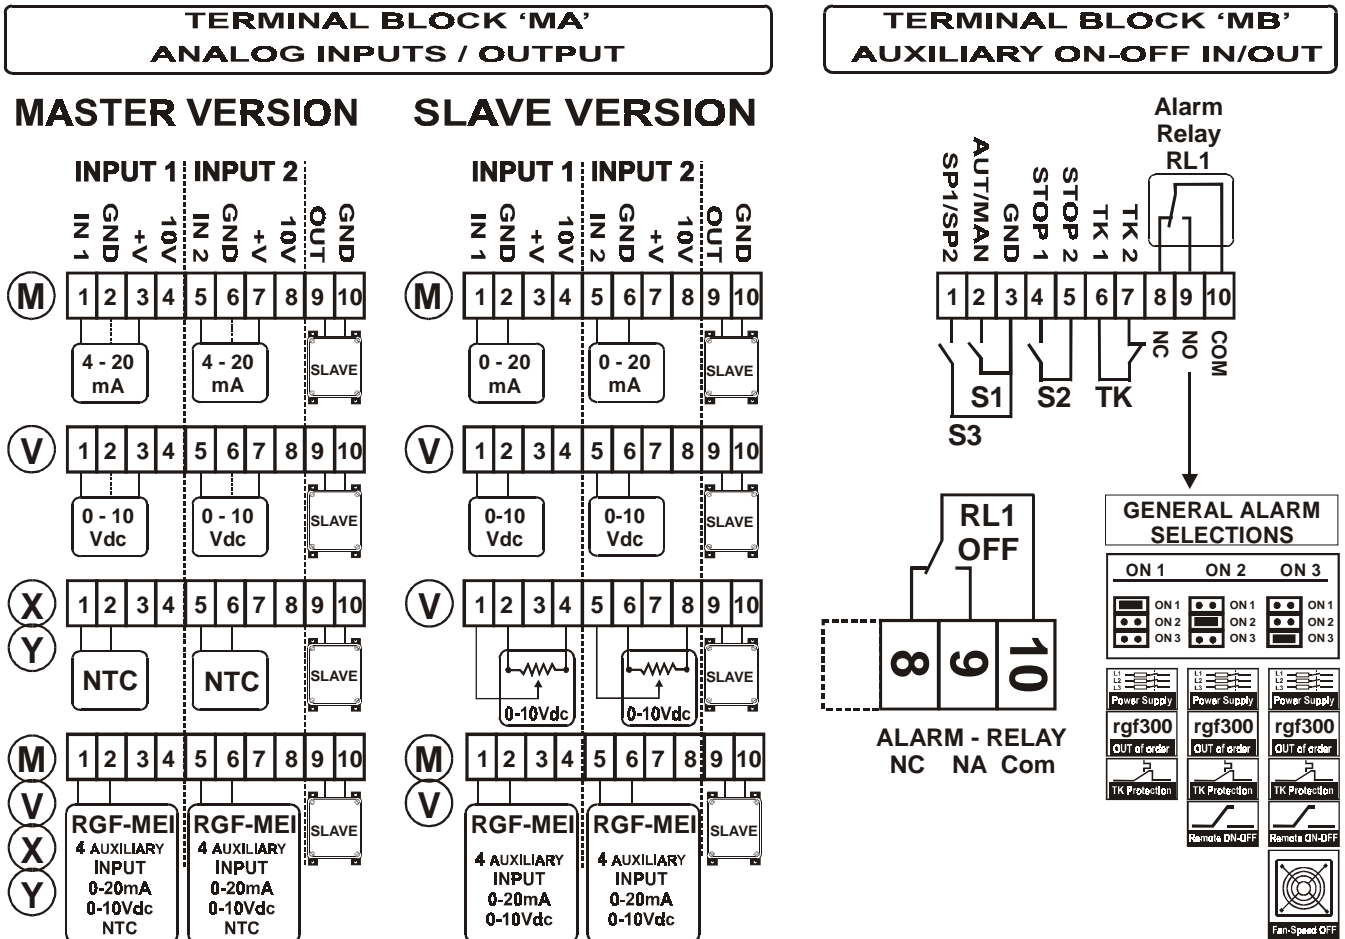 TERMINAL BLOCK ‘MA’
ANALOG INPUTS / OUTPUT
TERMINAL BLOCK ‘MB’
AUXILIARY ON-OFF IN/OUT
MASTER VERSION
INPUT 1 INPUT 2
IN 1 GND +V 10V IN 2 GND +V 10V OUT GND
M 1 2 3 4 5 6 7 8 9 10
4 - 20
mA
4 - 20
mA
SLAVE
V 1 2 3 4 5 6 7 8 9 10
0 - 10
Vdc
0 - 10
Vdc
SLAVE
X 1 2 3 4 5 6 7 8 9 10
Y
NTC NTC SLAVE
M 1 2 3 4 5 6 7 8 9 10
V
X
Y
RGF-MEI
4 AUXILIARY
INPUT
0-20mA
0-10Vdc
NTC
RGF-MEI
4 AUXILIARY
INPUT
0-20mA
0-10Vdc
NTC
SLAVE
SLAVE VERSION
INPUT 1 INPUT 2
IN 1 GND +V 10V IN 2 GND +V 10V OUT GND
M 1 2 3 4 5 6 7 8 9 10
0 - 20
mA
0 - 20
mA
SLAVE
V 1 2 3 4 5 6 7 8 9 10
0-10
Vdc
0-10
Vdc
SLAVE
V 1 2 3 4 5 6 7 8 9 10
0-10Vdc 0-10Vdc SLAVE
M 1 2 3 4 5 6 7 8 9 10
V
RGF-MEI
4 AUXILIARY
INPUT
0-20mA
0-10Vdc
RGF-MEI
4 AUXILIARY
INPUT
0-20mA
0-10Vdc
SLAVE
Alarm
Relay
RL1
SP1/SP2 AUT/MAN GND STOP 1 STOP 2 TK 1 TK 2
1 2 3 4 5 6 7 8 9 10
NC NO COM
S1 S2 TK
S3
RL1
OFF
8 9 10
ALARM - RELAY
NC NA Com
GENERAL ALARM
SELECTIONS
ON 1 ON 2 ON 3
ON 1 ON 1 ON 1
ON 2 ON 2 ON 2
ON 3 ON 3 ON 3
L1 L1 L1
L2 L2 L2
L3 L3 L3
Power Supply Power Supply Power Supply
rgf300 rgf300 rgf300
OUT of order OUT of order OUT of order
TK Protection TK Protection TK Protection
Remote ON-OFF Remote ON-OFF
Fan-Speed OFF